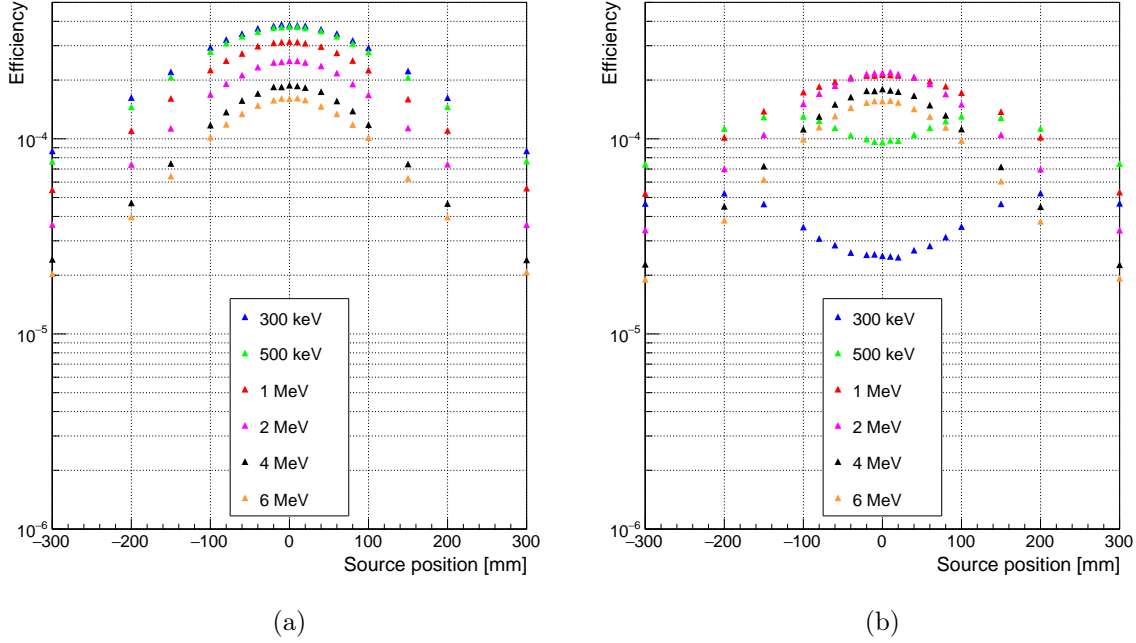 Efficiency
10⁻⁴
10⁻⁵
10⁻⁶
300 keV
500 keV
1 MeV
2 MeV
4 MeV
6 MeV
−300 −200 −100 0 100 200 300
Source position [mm]
(a)
Efficiency
10⁻⁴
10⁻⁵
10⁻⁶
300 keV
500 keV
1 MeV
2 MeV
4 MeV
6 MeV
−300 −200 −100 0 100 200 300
Source position [mm]
(b)